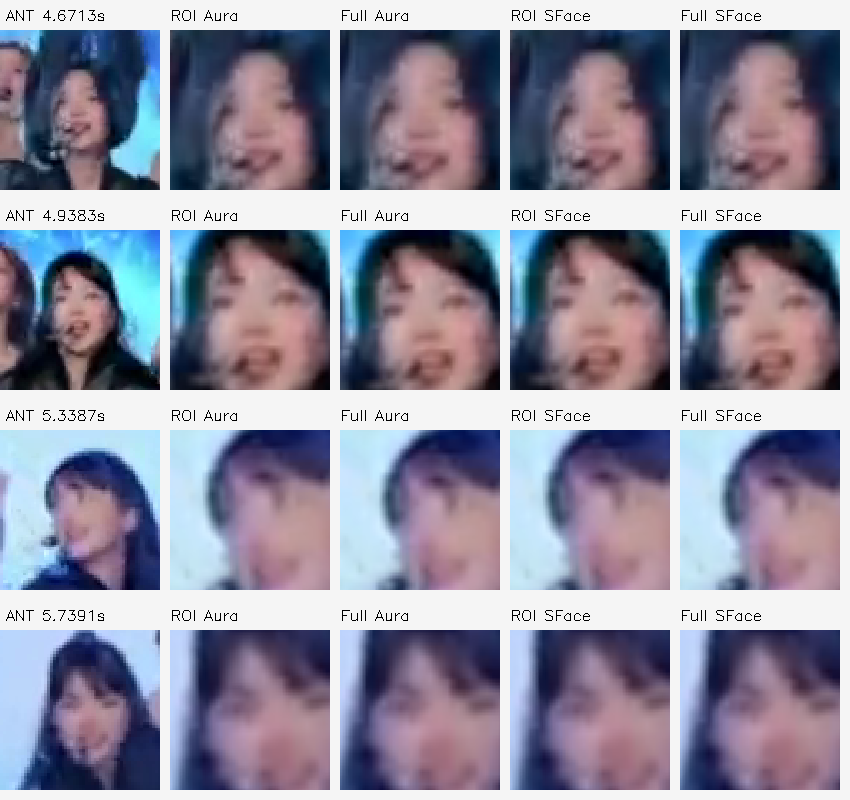 ANT 4.6713s ROI Aura Full Aura ROI SFace Full SFace
ANT 4.9383s ROI Aura Full Aura ROI SFace Full SFace
ANT 5.3387s ROI Aura Full Aura ROI SFace Full SFace
ANT 5.7391s ROI Aura Full Aura ROI SFace Full SFace